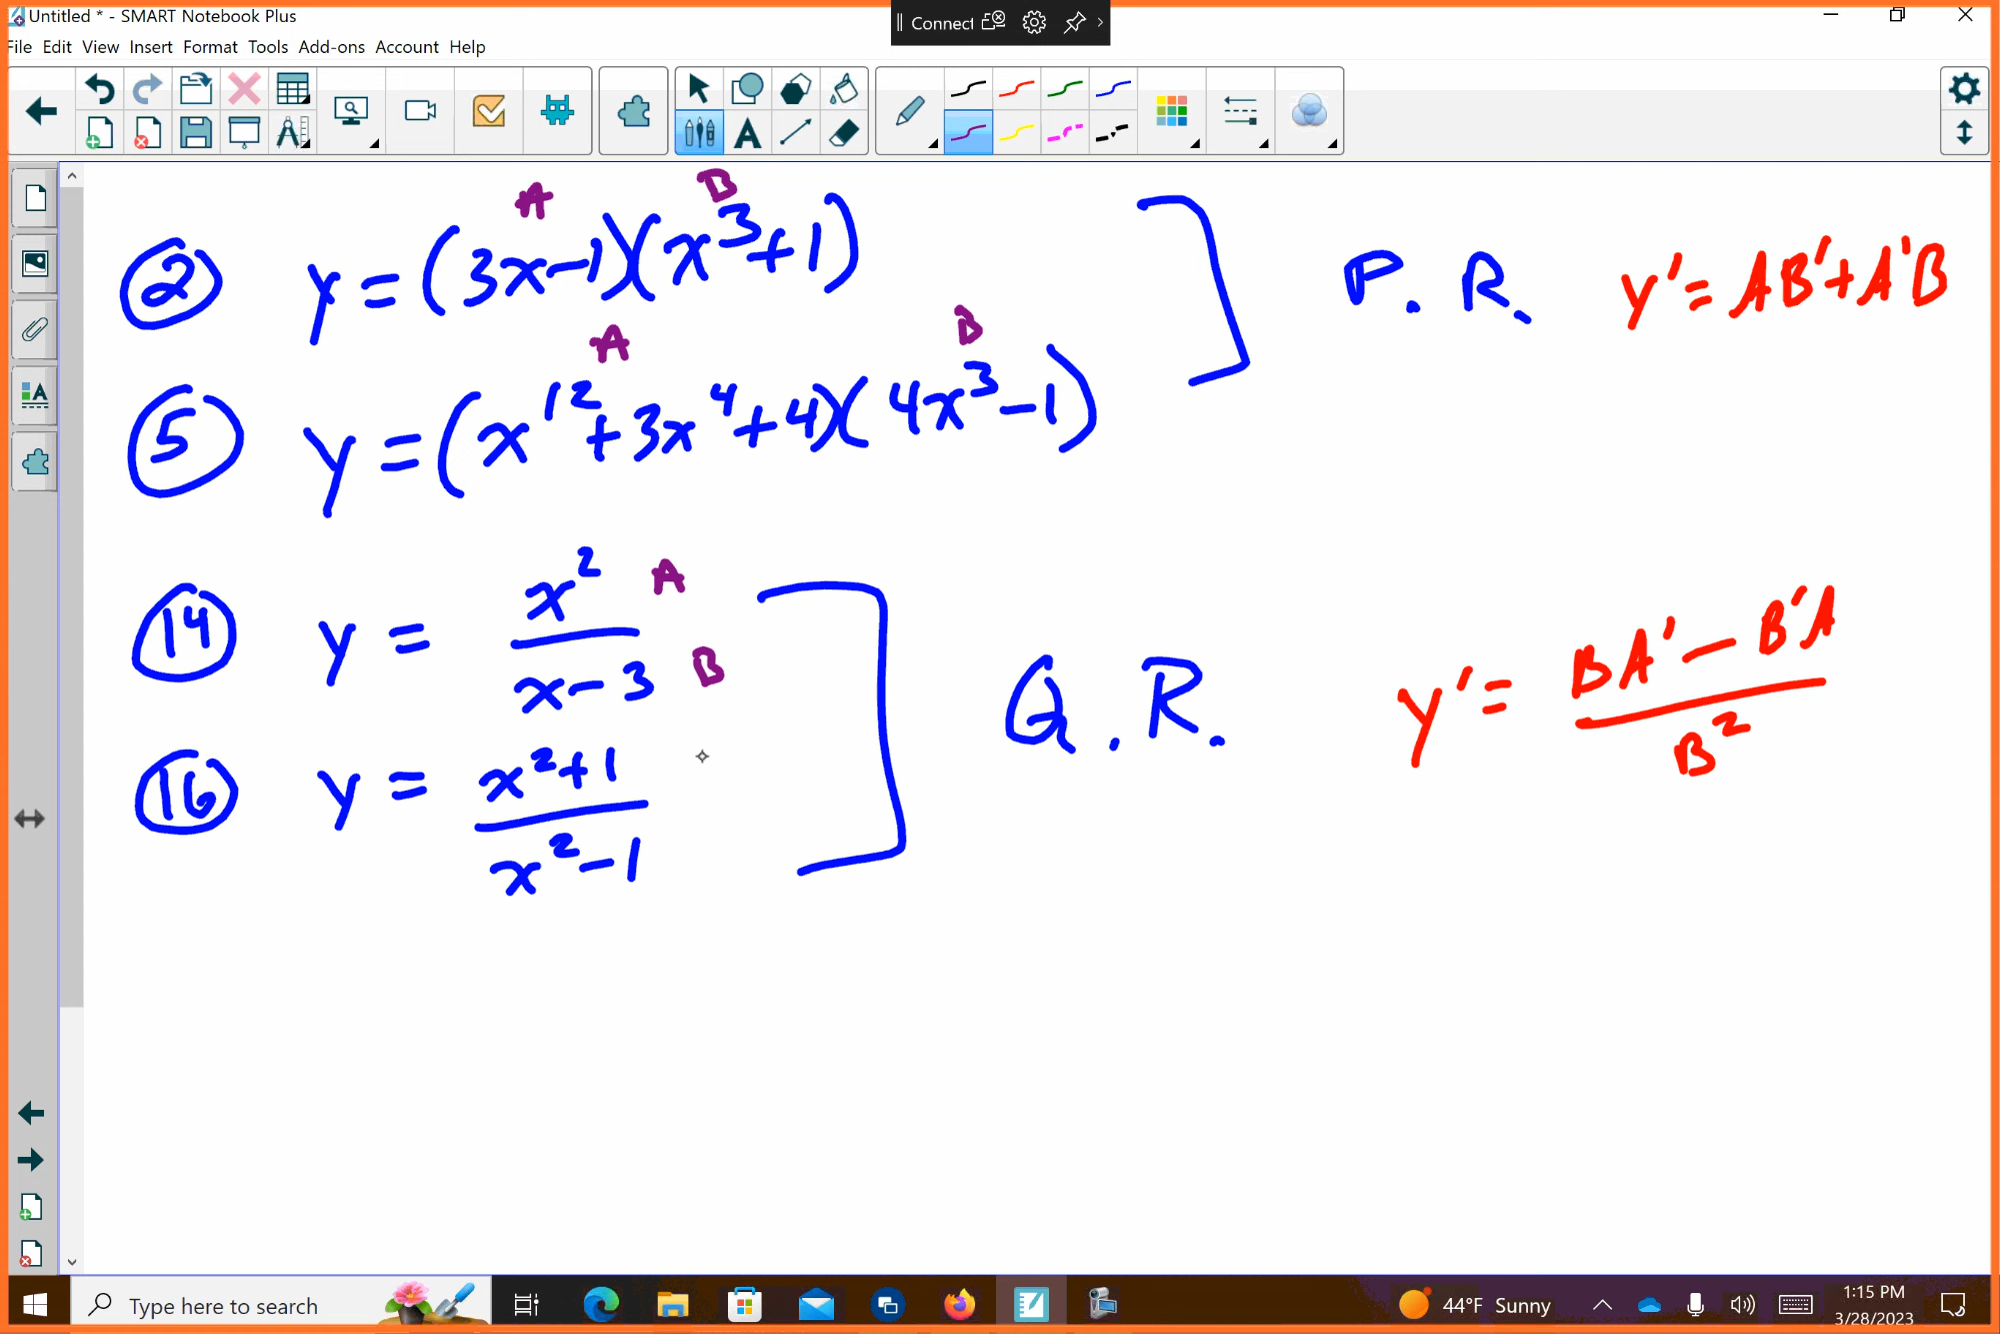 Untitled * - SMART Notebook Plus
Connect
File Edit View Insert Format Tools Add-ons Account Help
A B
② y = (3x-1)(x³+1)
P. R. y' = AB' + A'B
A B
⑤ y = (x¹²+3x⁴+4)(4x³-1)
⑭ y = x² / x-3
A
B
Q.R. y' = BA' - B'A / B²
⑯ y = x²+1 / x²-1
Type here to search
44°F Sunny
1:15 PM
3/28/2023